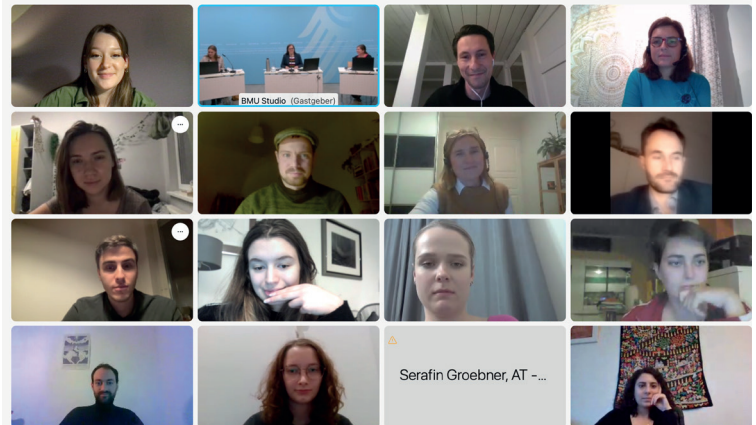 BMU Studio (Gastgeber)
Serafin Groebner, AT -...